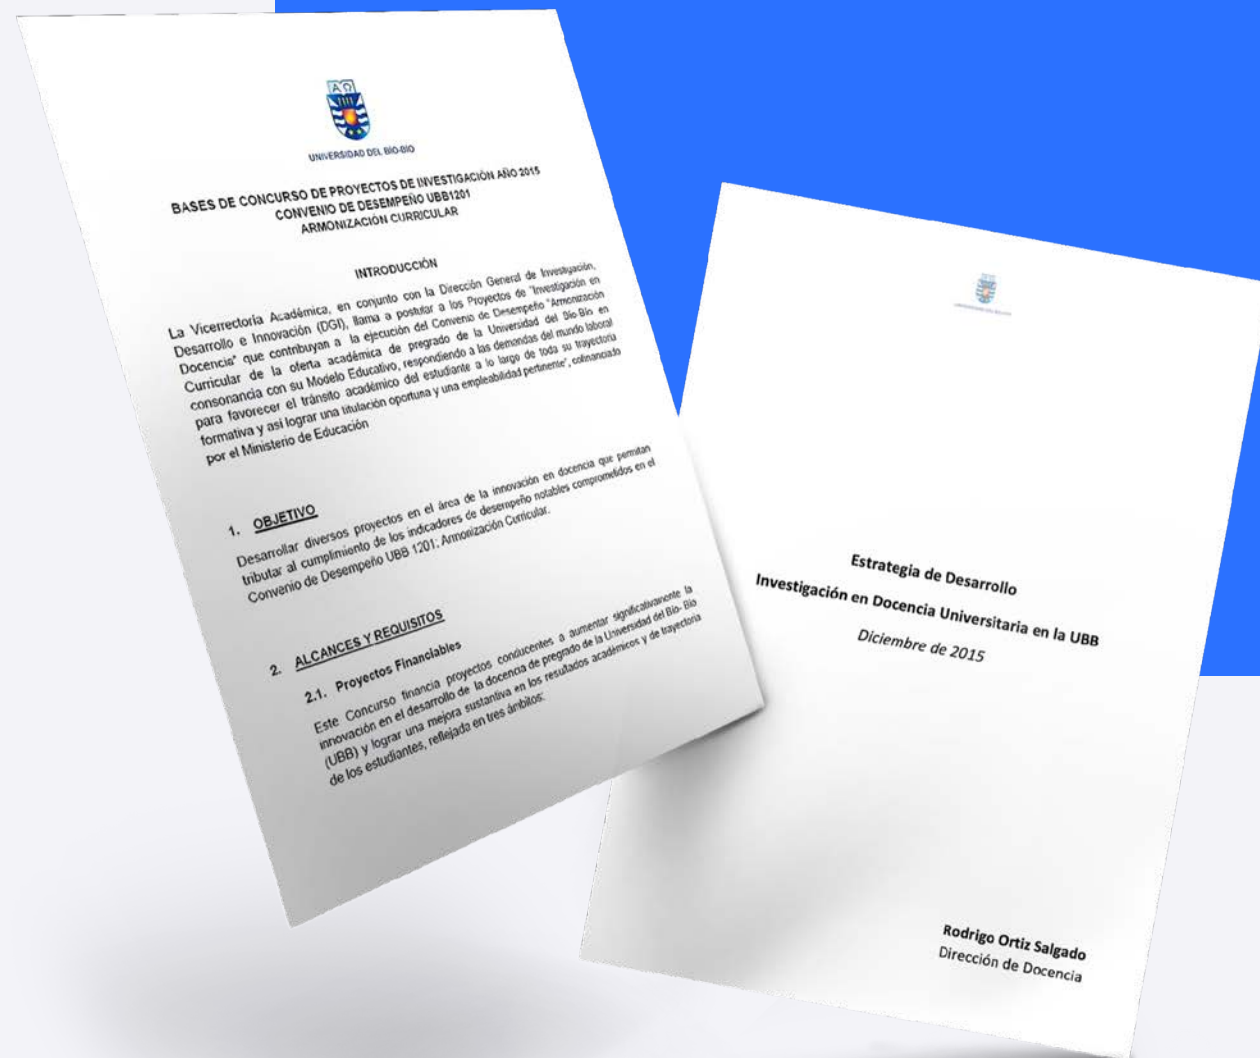 ΑΩ
UNIVERSIDAD DEL BÍO-BÍO
BASES DE CONCURSO DE PROYECTOS DE INVESTIGACIÓN AÑO 2015
CONVENIO DE DESEMPEÑO UBB1201
ARMONIZACIÓN CURRICULAR
INTRODUCCIÓN
La Vicerrectoría Académica, en conjunto con la Dirección General de Investigación,
Desarrollo e Innovación (DGI), llama a postular a los Proyectos de "Investigación en
Docencia" que contribuyan a la ejecución del Convenio de Desempeño "Armonización
Curricular de la oferta académica de pregrado de la Universidad del Bío-Bío en
consonancia con su Modelo Educativo, respondiendo a las demandas del mundo laboral
para favorecer el tránsito académico del estudiante a lo largo de toda su trayectoria
formativa y así lograr una titulación oportuna y una empleabilidad pertinente", cofinanciado
por el Ministerio de Educación
1. OBJETIVO
Desarrollar diversos proyectos en el área de la innovación en docencia que permitan
tributar al cumplimiento de los indicadores de desempeño notables comprometidos en el
Convenio de Desempeño UBB 1201; Armonización Curricular.
2. ALCANCES Y REQUISITOS
2.1. Proyectos Financiables
Este Concurso financia proyectos conducentes a aumentar significativamente la
innovación en el desarrollo de la docencia de pregrado de la Universidad del Bío- Bío
(UBB) y lograr una mejora sustantiva en los resultados académicos y de trayectoria
de los estudiantes, reflejada en tres ámbitos:
Estrategia de Desarrollo
Investigación en Docencia Universitaria en la UBB
Diciembre de 2015
Rodrigo Ortiz Salgado
Dirección de Docencia